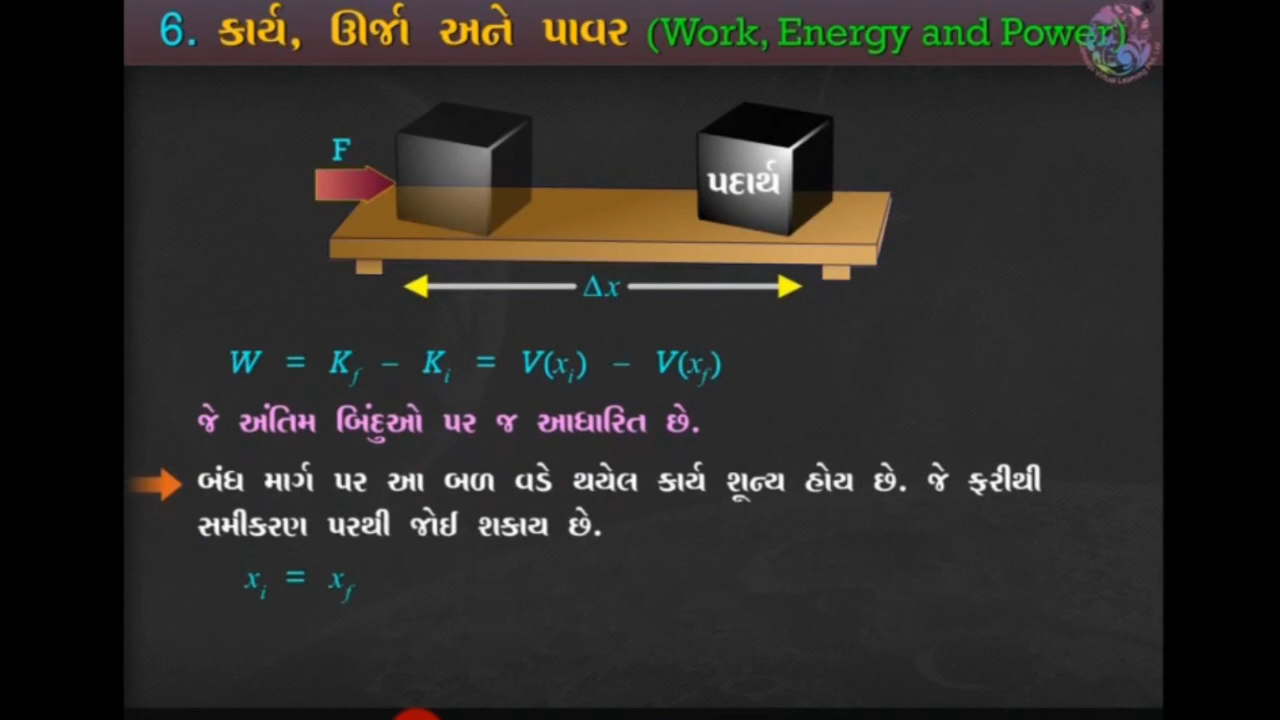 6. કાર્ય, ઊર્જા અને પાવર (Work, Energy and Power)
F
પદાર્થ
Δx
W = K_f – K_i = V(x_i) – V(x_f)
જે અંતિમ બિંદુઓ પર જ આધારિત છે.
બંધ માર્ગ પર આ બળ વડે થયેલ કાર્ય શૂન્ય હોય છે. જે ફરીથી
સમીકરણ પરથી જોઈ શકાય છે.
x_i = x_f